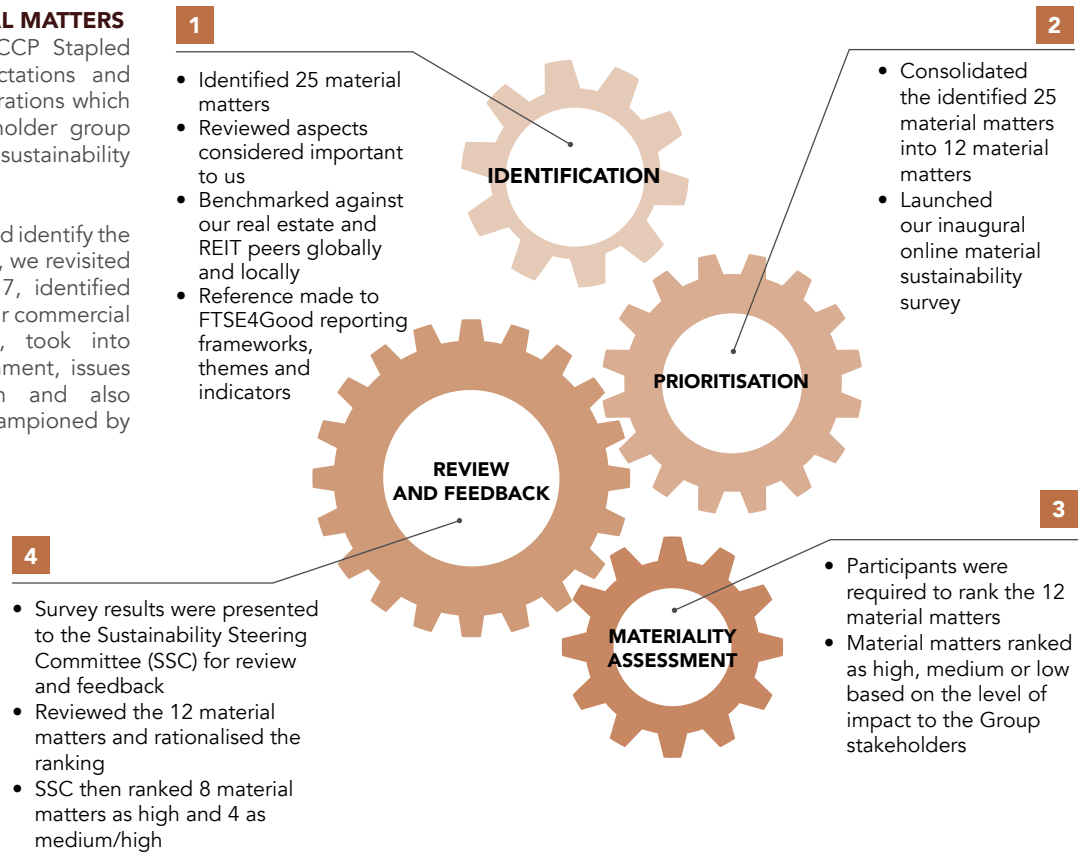 AL MATTERS
CCP Stapled
ctations and
rations which
holder group
sustainability
d identify the
, we revisited
7, identified
r commercial
, took into
nment, issues
n and also
ampioned by
1
• Identified 25 material
matters
• Reviewed aspects
considered important
to us
• Benchmarked against
our real estate and
REIT peers globally
and locally
• Reference made to
FTSE4Good reporting
frameworks,
themes and
indicators
IDENTIFICATION
2
• Consolidated
the identified 25
material matters
into 12 material
matters
• Launched
our inaugural
online material
sustainability
survey
PRIORITISATION
REVIEW
AND FEEDBACK
3
• Participants were
required to rank the 12
material matters
• Material matters ranked
as high, medium or low
based on the level of
impact to the Group
stakeholders
MATERIALITY
ASSESSMENT
4
• Survey results were presented
to the Sustainability Steering
Committee (SSC) for review
and feedback
• Reviewed the 12 material
matters and rationalised the
ranking
• SSC then ranked 8 material
matters as high and 4 as
medium/high